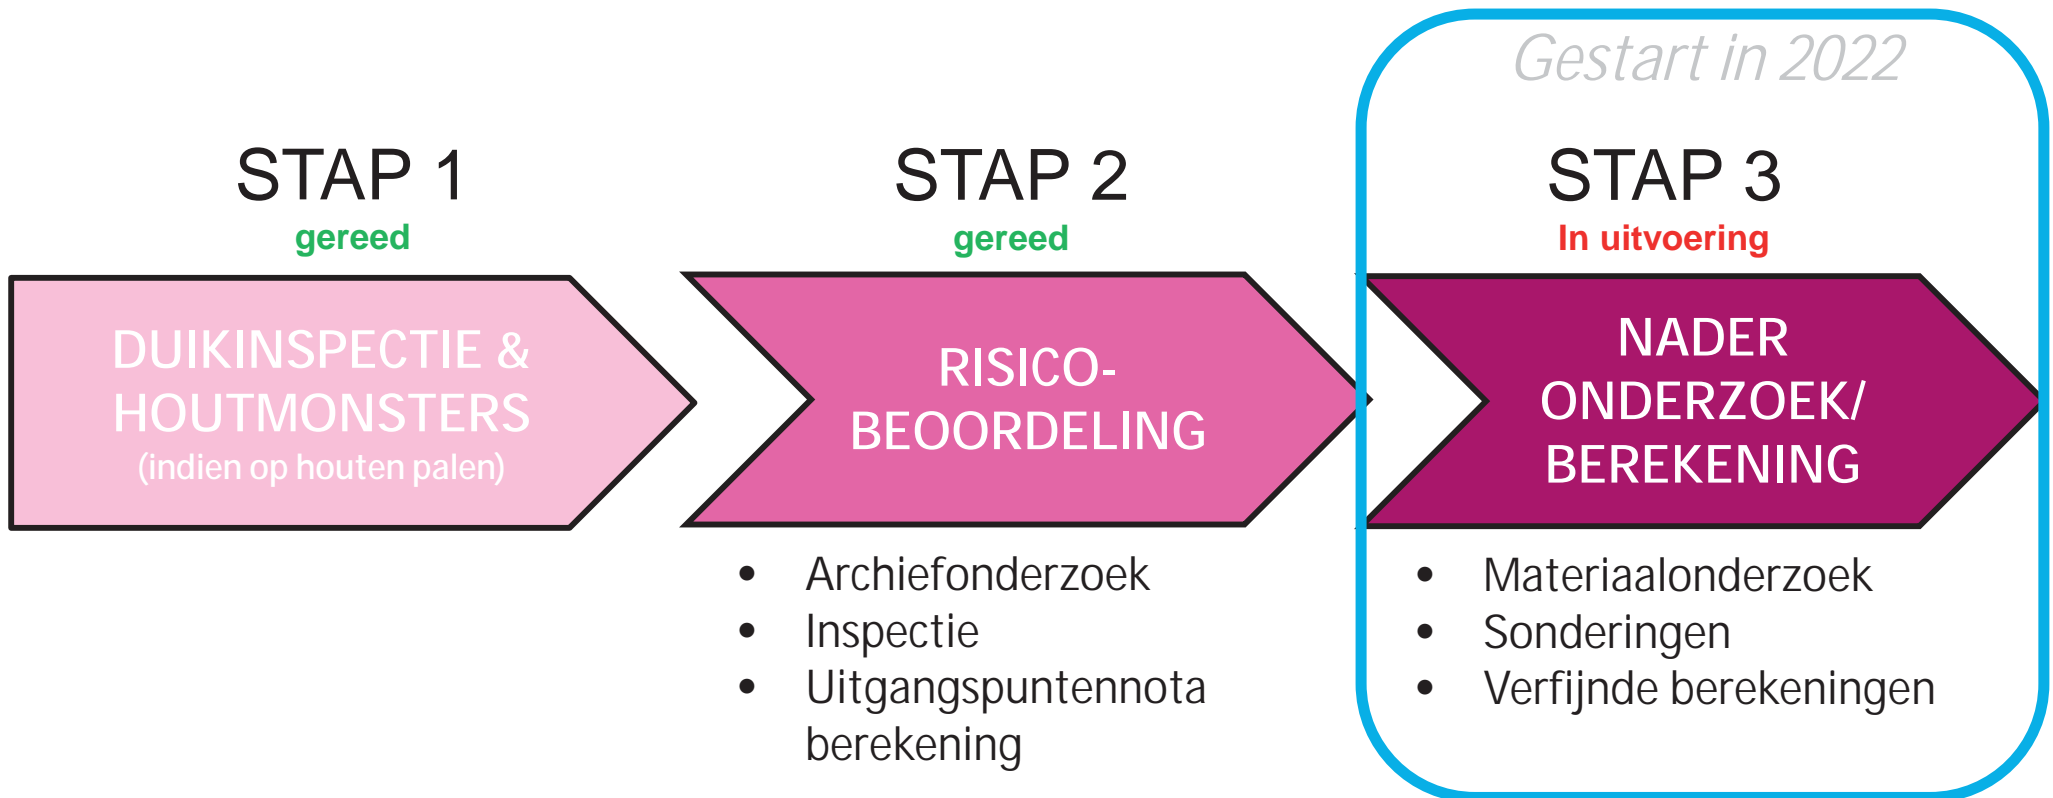 Gestart in 2022
STAP 1
gereed
DUIKINSPECTIE &
HOUTMONSTERS
(indien op houten palen)
STAP 2
gereed
RISICO-
BEOORDELING
• Archiefonderzoek
• Inspectie
• Uitgangspuntennota
berekening
STAP 3
In uitvoering
NADER
ONDERZOEK/
BEREKENING
• Materiaalonderzoek
• Sonderingen
• Verfijnde berekeningen